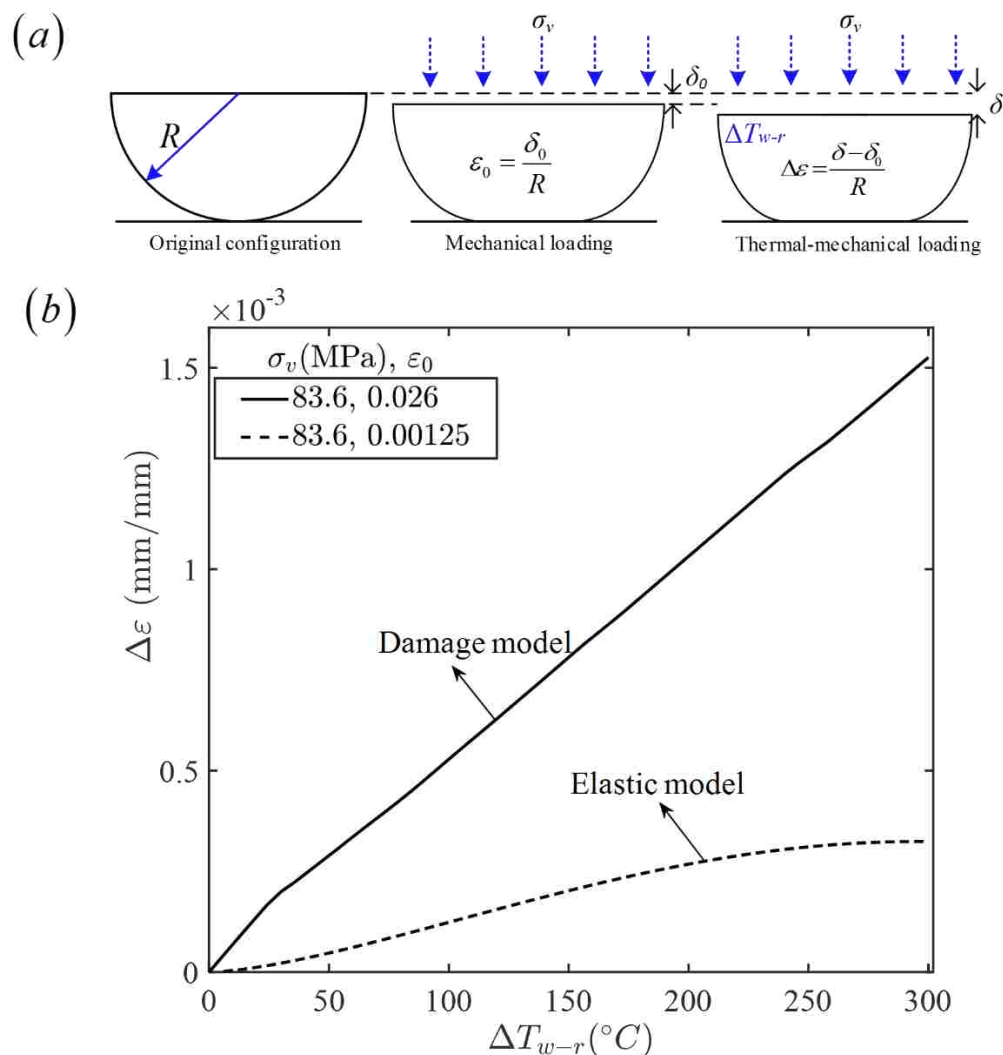 (a)
σv σv
δ0
δ
R
ε0 = δ0/R
ΔTw-r
Δε = δ−δ0/R
Original configuration Mechanical loading Thermal-mechanical loading
(b)
×10⁻³
σv(MPa), ε0
83.6, 0.026
83.6, 0.00125
1.5
1
0.5
0
Δε (mm/mm)
Damage model
Elastic model
0 50 100 150 200 250 300
ΔTw−r(°C)